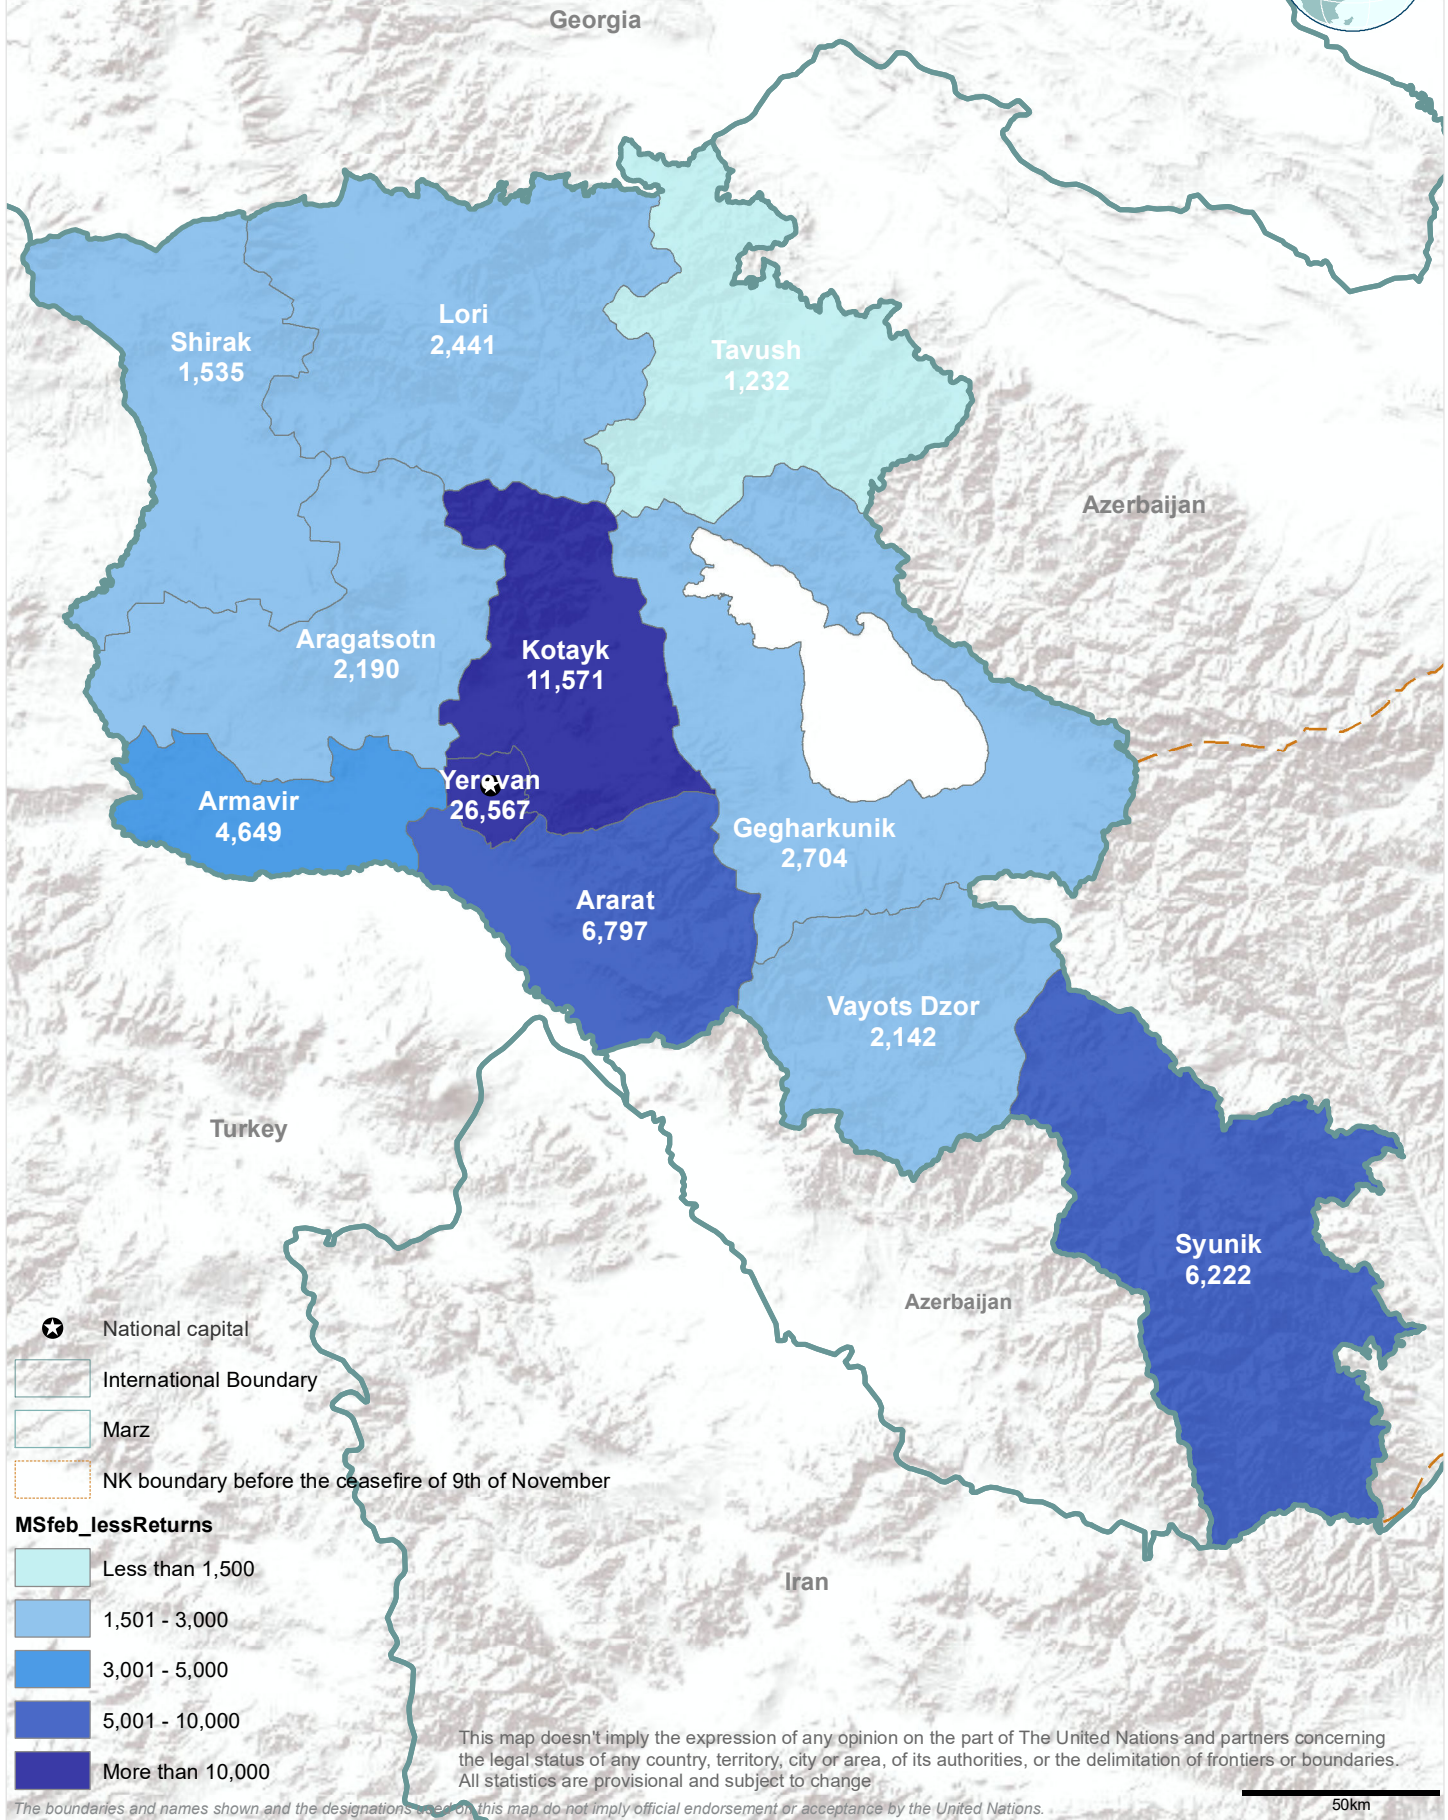 Georgia
Lori
2,441
Shirak
1,535
Tavush
1,232
Azerbaijan
Aragatsotn
2,190
Kotayk
11,571
Yerevan
26,567
Armavir
4,649
Gegharkunik
2,704
Ararat
6,797
Vayots Dzor
2,142
Turkey
Syunik
6,222
Azerbaijan
Iran
National capital
International Boundary
Marz
NK boundary before the ceasefire of 9th of November
MSfeb_lessReturns
Less than 1,500
1,501 - 3,000
3,001 - 5,000
5,001 - 10,000
More than 10,000
This map doesn't imply the expression of any opinion on the part of The United Nations and partners concerning
the legal status of any country, territory, city or area, of its authorities, or the delimitation of frontiers or boundaries.
All statistics are provisional and subject to change
50km
The boundaries and names shown and the designations used on this map do not imply official endorsement or acceptance by the United Nations.